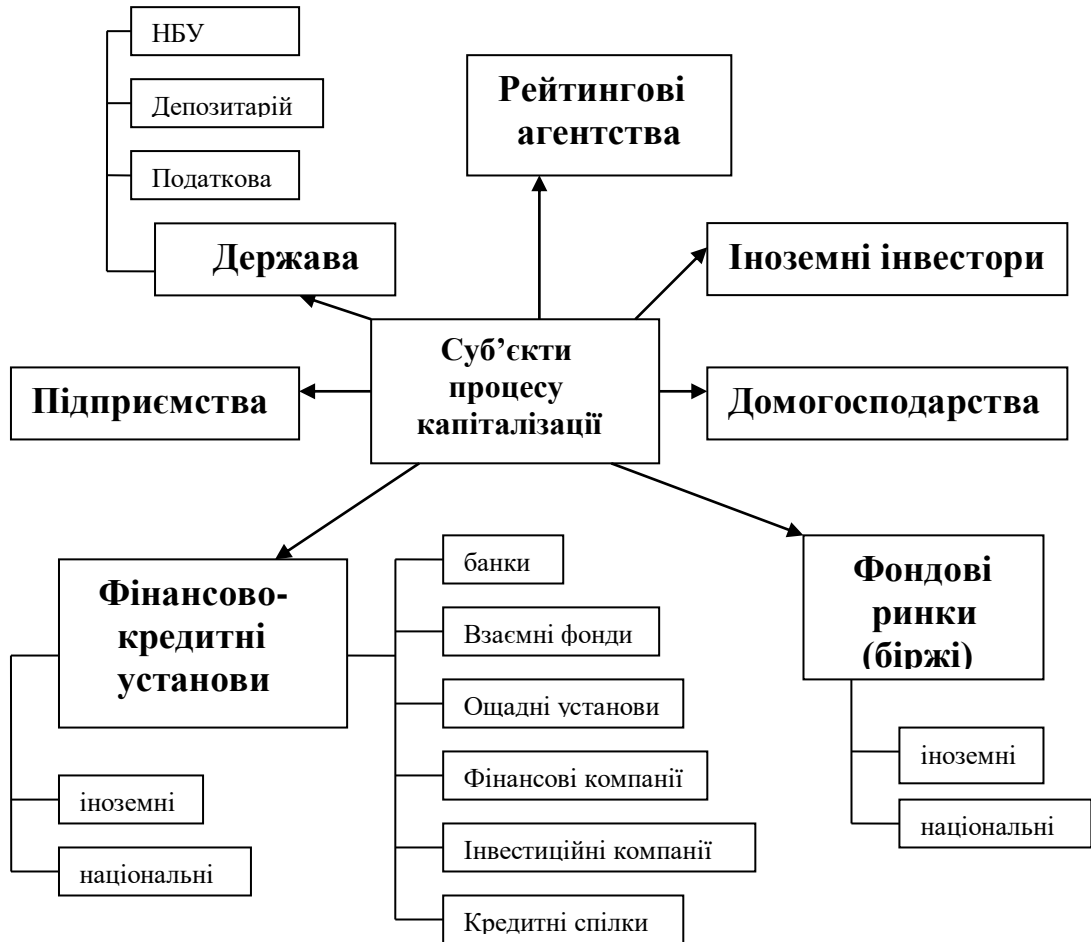 НБУ
Депозитарій
Податкова
Держава
Рейтингові
агентства
Іноземні інвестори
Суб’єкти
процесу
капіталізації
Підприємства
Домогосподарства
Фінансово-
кредитні
установи
іноземні
національні
банки
Взаємні фонди
Ощадні установи
Фінансові компанії
Інвестиційні компанії
Кредитні спілки
Фондові
ринки
(біржі)
іноземні
національні